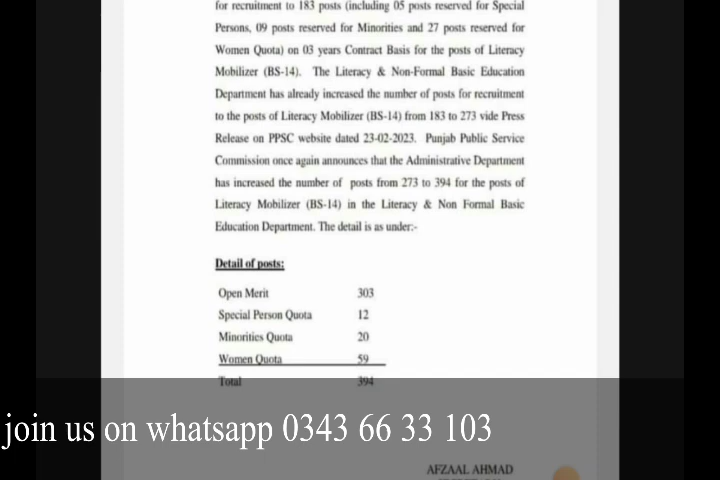 for recruitment to 183 posts (including 05 posts reserved for Special
Persons, 09 posts reserved for Minorities and 27 posts reserved for
Women Quota) on 03 years Contract Basis for the posts of Literacy
Mobilizer (BS-14). The Literacy & Non-Formal Basic Education
Department has already increased the number of posts for recruitment
to the posts of Literacy Mobilizer (BS-14) from 183 to 273 vide Press
Release on PPSC website dated 23-02-2023. Punjab Public Service
Commission once again announces that the Administrative Department
has increased the number of posts from 273 to 394 for the posts of
Literacy Mobilizer (BS-14) in the Literacy & Non Formal Basic
Education Department. The detail is as under:-
Detail of posts:
Open Merit 303
Special Person Quota 12
Minorities Quota 20
Women Quota 59
Total 394
join us on whatsapp 0343 66 33 103
AFZAAL AHMAD